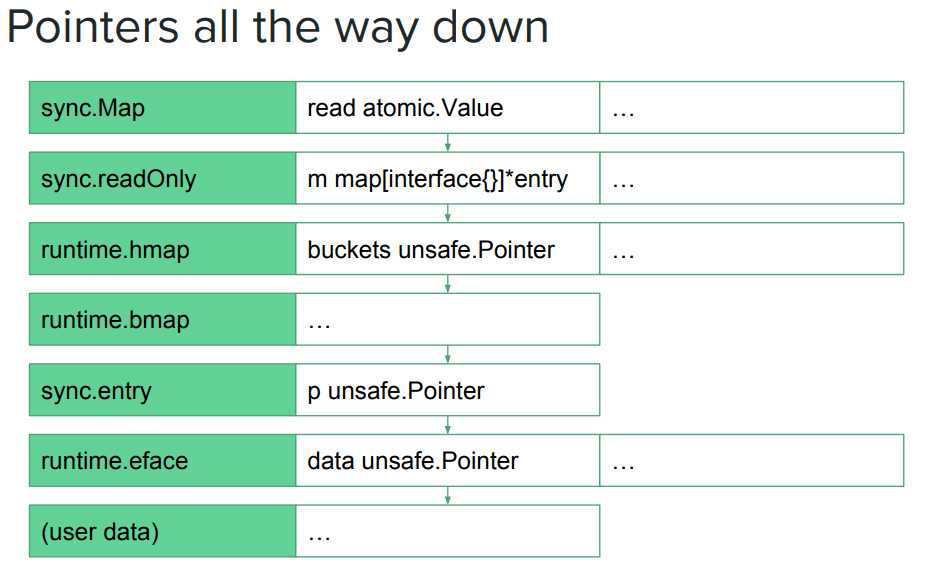 Pointers all the way down
sync.Map read atomic.Value …
sync.readOnly m map[interface{}]*entry …
runtime.hmap buckets unsafe.Pointer …
runtime.bmap …
sync.entry p unsafe.Pointer
runtime.eface data unsafe.Pointer …
(user data) …